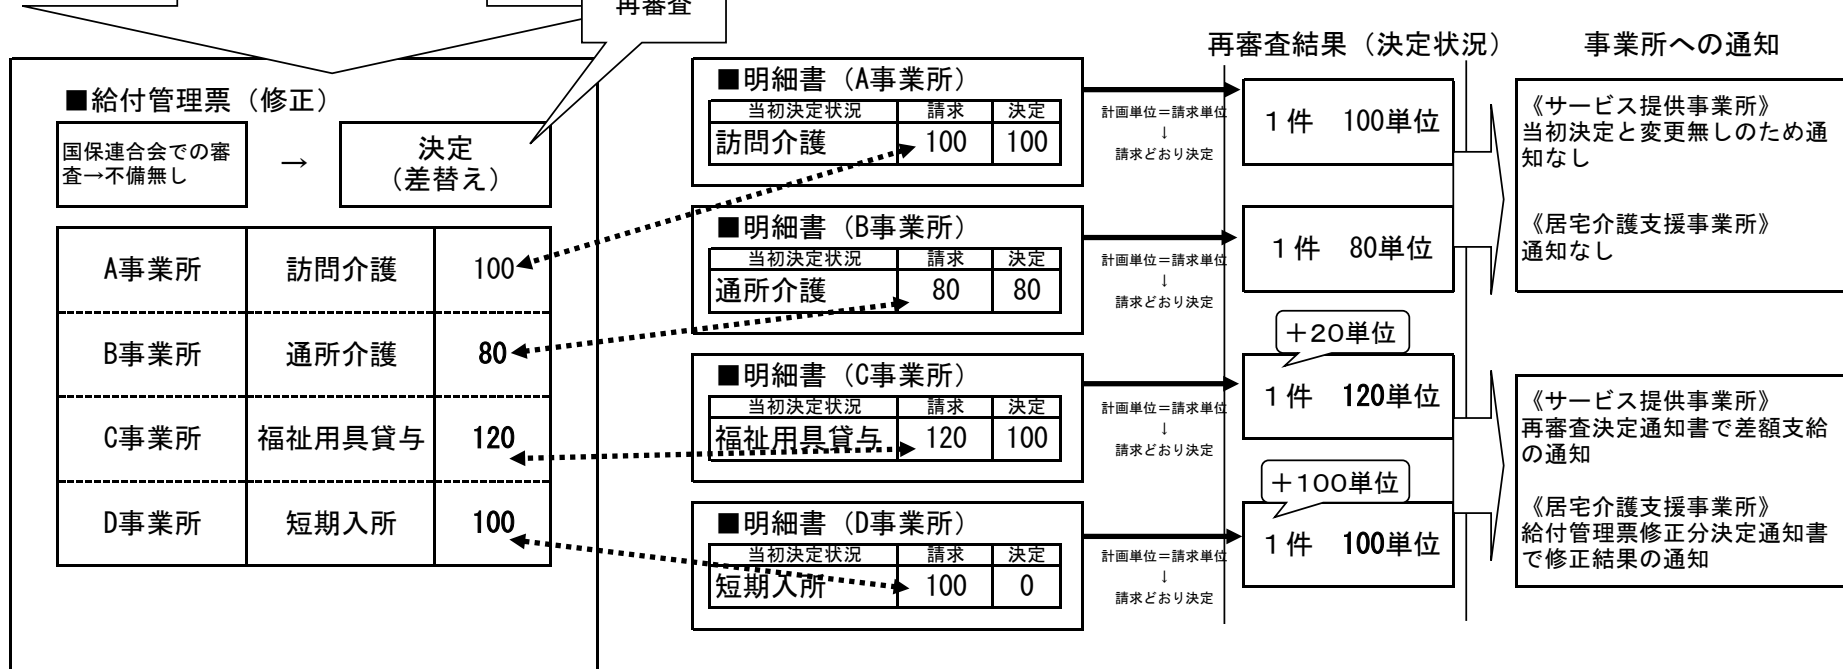 再審査
再審査結果（決定状況）
事業所への通知
■給付管理票（修正）
国保連合会での審
査→不備無し
→
決定
（差替え）
A事業所 訪問介護 100
B事業所 通所介護 80
C事業所 福祉用具貸与 120
D事業所 短期入所 100
■明細書（A事業所）
当初決定状況 請求 決定
訪問介護 100 100
計画単位＝請求単位
↓
請求どおり決定
１件 100単位
■明細書（B事業所）
当初決定状況 請求 決定
通所介護 80 80
計画単位＝請求単位
↓
請求どおり決定
１件 80単位
■明細書（C事業所）
当初決定状況 請求 決定
福祉用具貸与 120 100
計画単位＝請求単位
↓
請求どおり決定
＋20単位
１件 120単位
■明細書（D事業所）
当初決定状況 請求 決定
短期入所 100 0
計画単位＝請求単位
↓
請求どおり決定
＋100単位
１件 100単位
《サービス提供事業所》
当初決定と変更無しのため通
知なし
《居宅介護支援事業所》
通知なし
《サービス提供事業所》
再審査決定通知書で差額支給
の通知
《居宅介護支援事業所》
給付管理票修正分決定通知書
で修正結果の通知